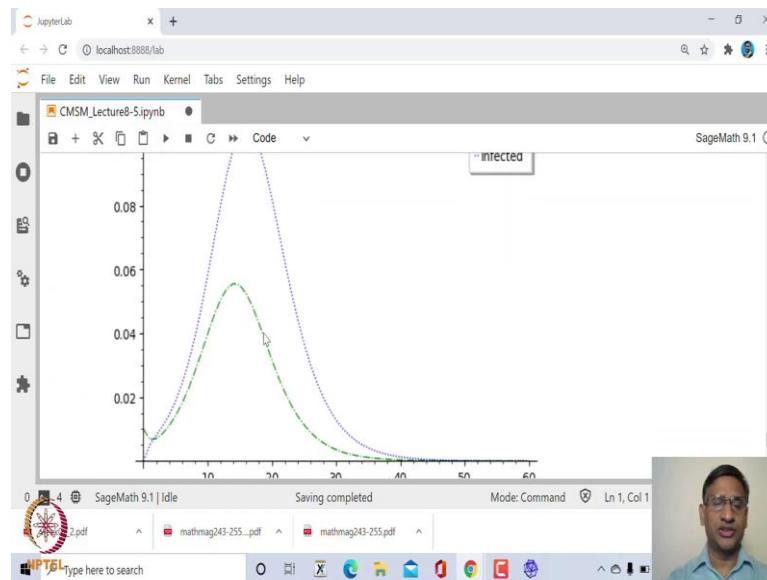 JupyterLab
localhost:8888/lab
File Edit View Run Kernel Tabs Settings Help
CMSM_Lecture8-5.ipynb
Code
SageMath 9.1
Infected
0.08
0.06
0.04
0.02
10 20 30 40 50 60
0 4 SageMath 9.1 | Idle Saving completed Mode: Command Ln 1, Col 1
2.pdf mathmag243-255....pdf mathmag243-255.pdf
NPTEL Type here to search